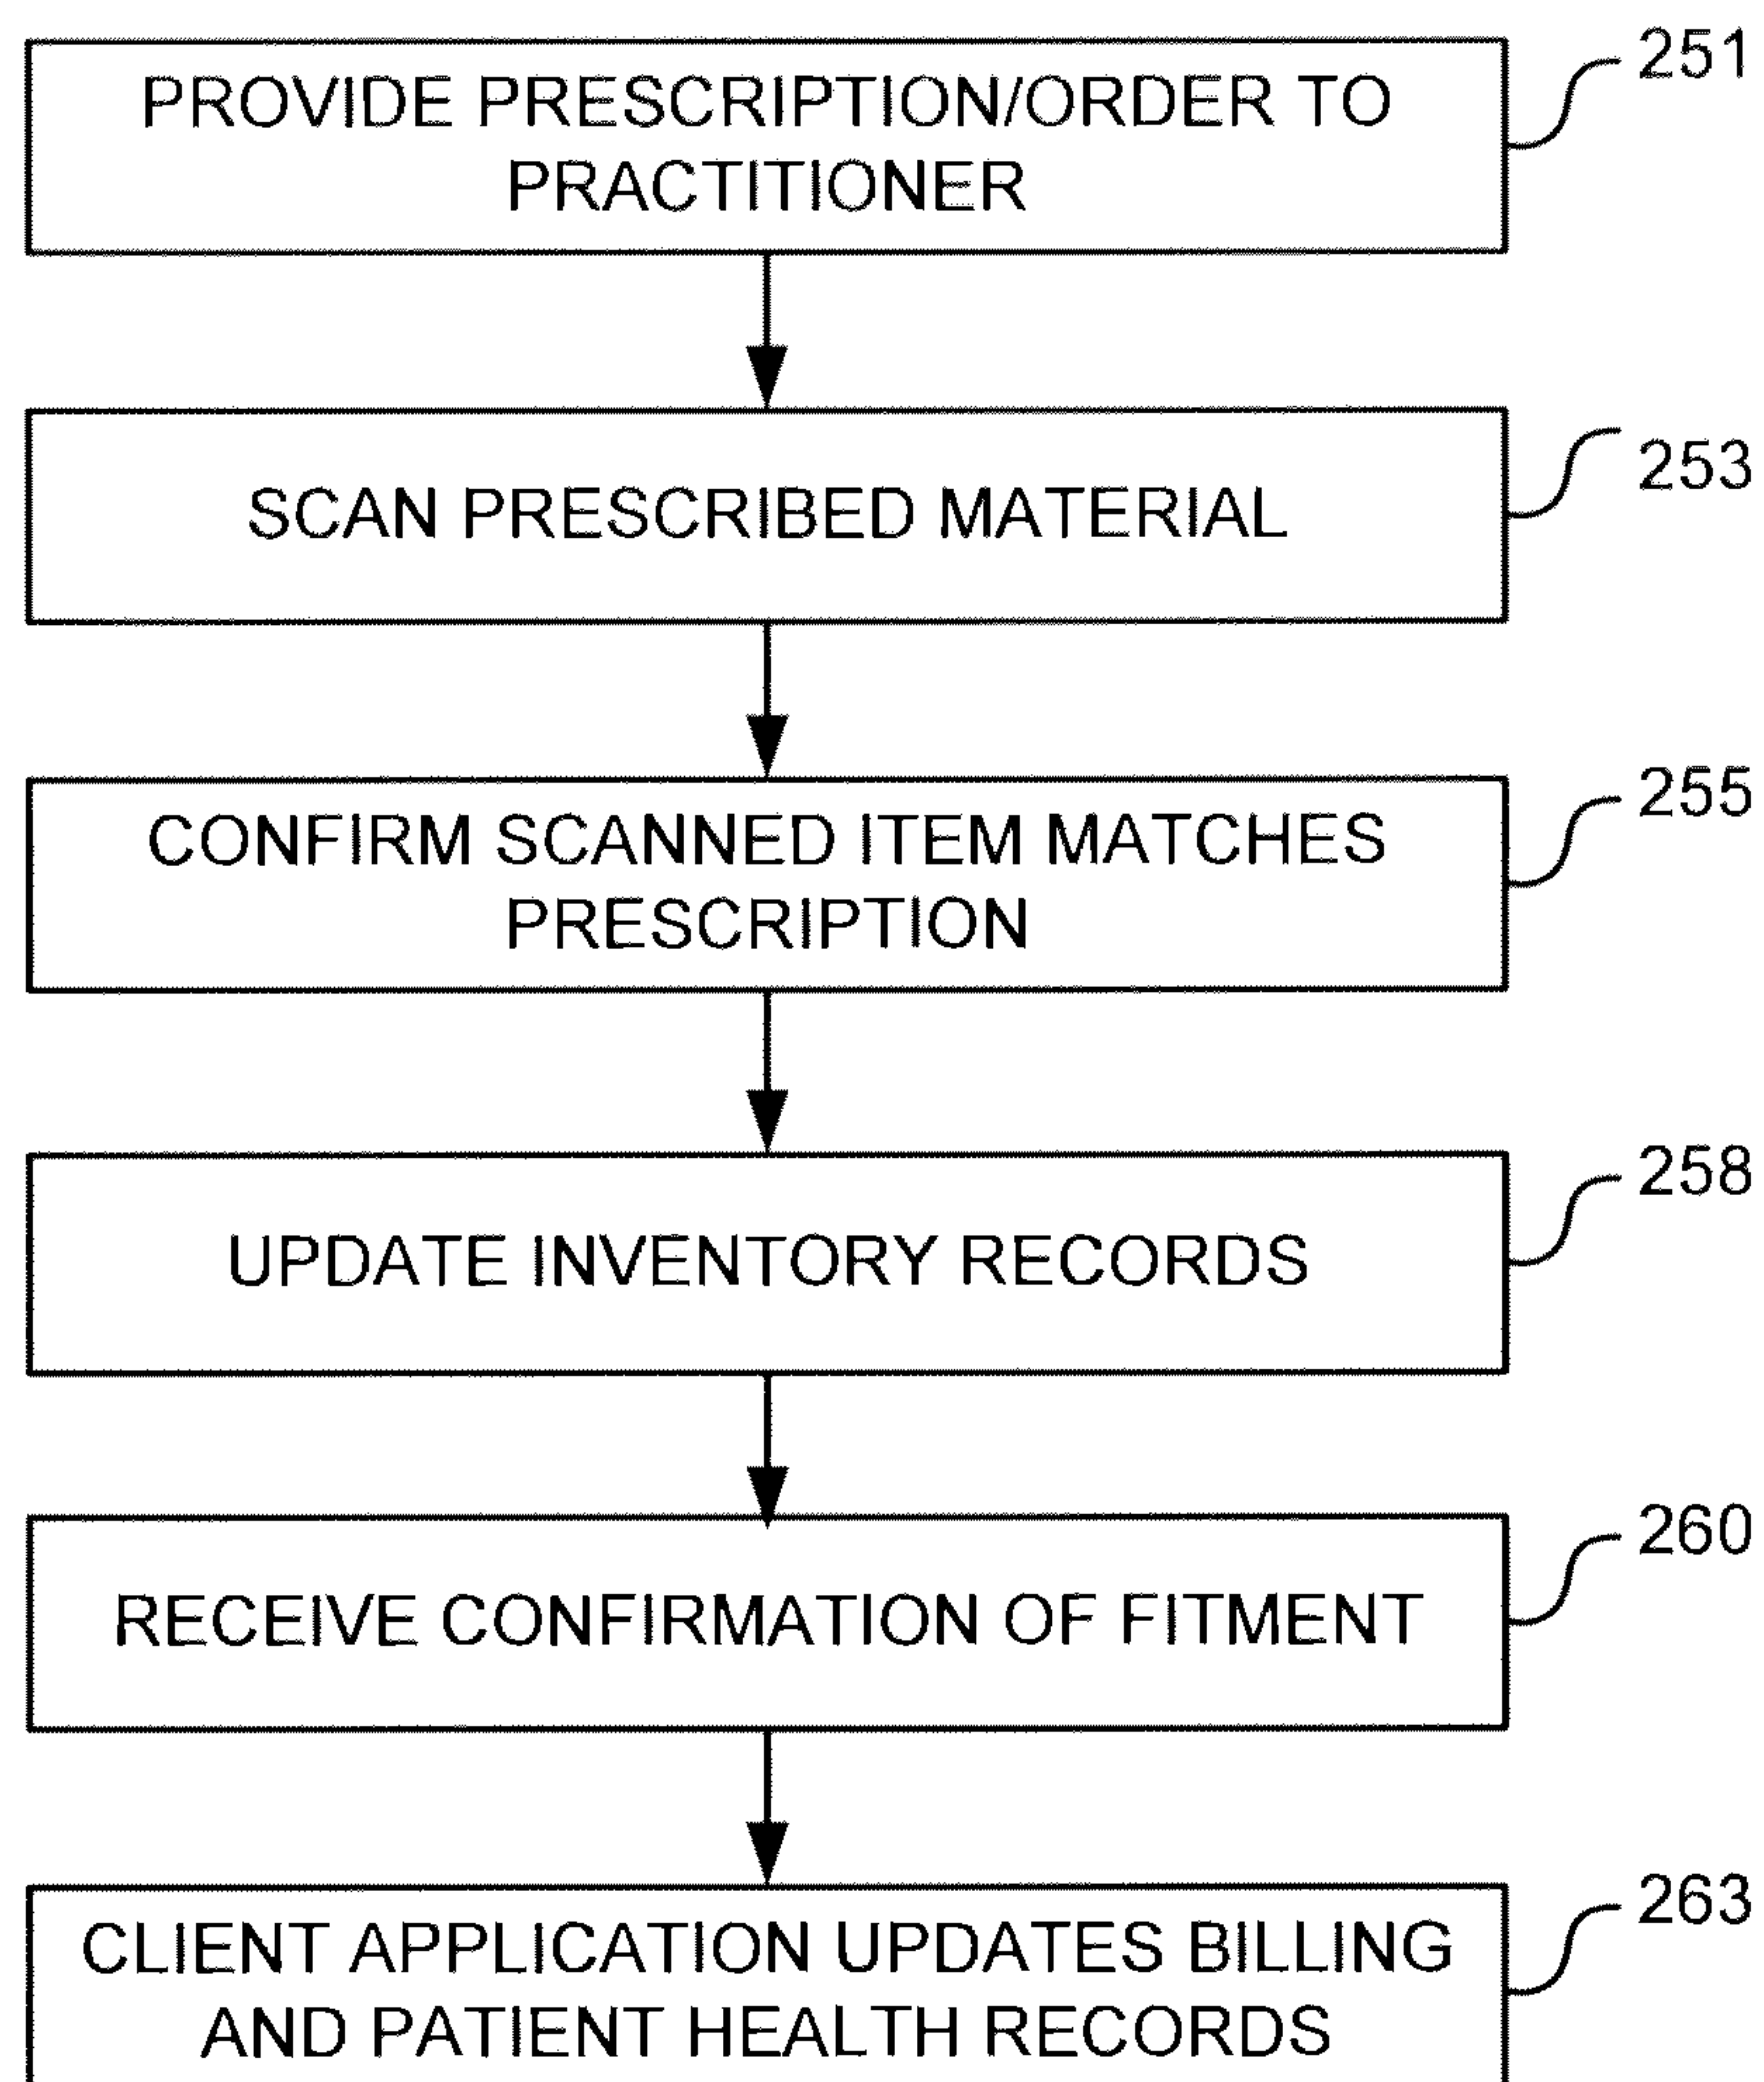 PROVIDE PRESCRIPTION/ORDER TO
PRACTITIONER
251
SCAN PRESCRIBED MATERIAL
253
CONFIRM SCANNED ITEM MATCHES
PRESCRIPTION
255
UPDATE INVENTORY RECORDS
258
RECEIVE CONFIRMATION OF FITMENT
260
CLIENT APPLICATION UPDATES BILLING
AND PATIENT HEALTH RECORDS
263